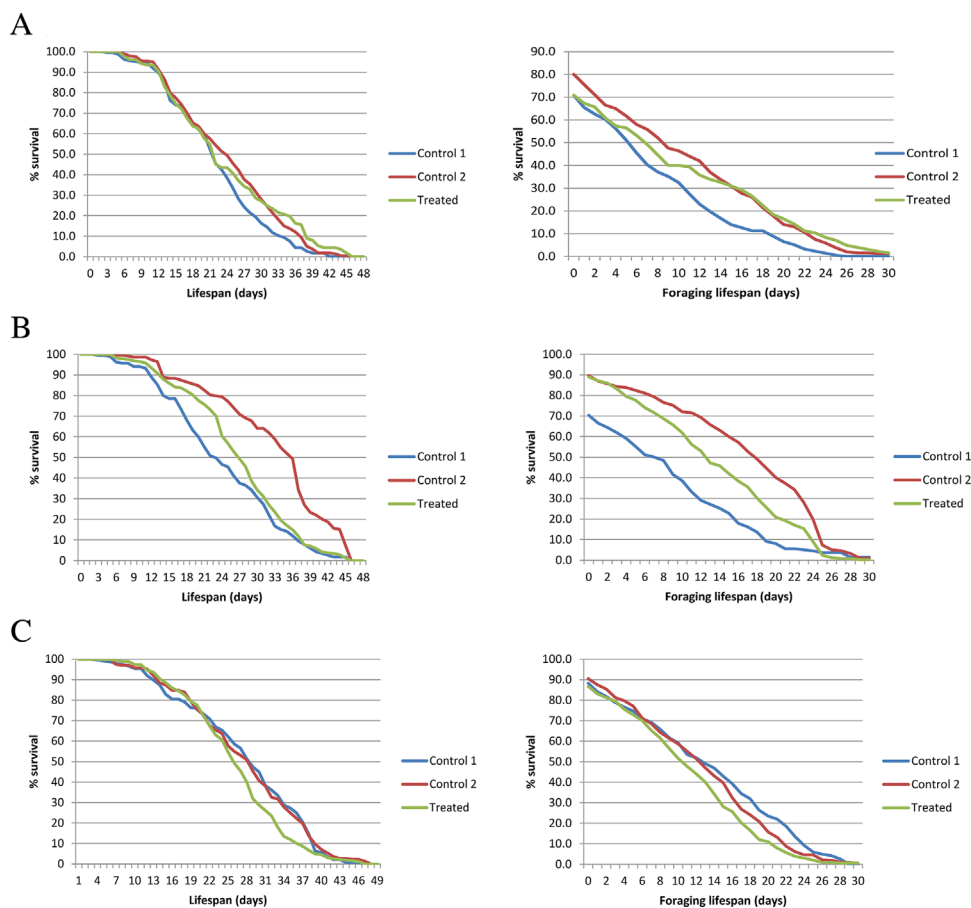 A
100.0
90.0
80.0
70.0
60.0
50.0
40.0
30.0
20.0
10.0
0.0
% survival
0 3 6 9 12 15 18 21 24 27 30 33 36 39 42 45 48
Lifespan (days)
Control 1
Control 2
Treated
90.0
80.0
70.0
60.0
50.0
40.0
30.0
20.0
10.0
0.0
% survival
0 2 4 6 8 10 12 14 16 18 20 22 24 26 28 30
Foraging lifespan (days)
Control 1
Control 2
Treated
B
100
90
80
70
60
50
40
30
20
10
0
% survival
0 3 6 9 12 15 18 21 24 27 30 33 36 39 42 45 48
Lifespan (days)
Control 1
Control 2
Treated
100
90.0
80.0
70.0
60.0
50.0
40.0
30.0
20.0
10.0
0.0
% survival
0 2 4 6 8 10 12 14 16 18 20 22 24 26 28 30
Foraging lifespan (days)
Control 1
Control 2
Treated
C
100
90
80
70
60
50
40
30
20
10
0
% survival
1 4 7 10 13 16 19 22 25 28 31 34 37 40 43 46 49
Lifespan (days)
Control 1
Control 2
Treated
100
90.0
80.0
70.0
60.0
50.0
40.0
30.0
20.0
10.0
0.0
% survival
0 2 4 6 8 10 12 14 16 18 20 22 24 26 28 30
Foraging lifespan (days)
Control 1
Control 2
Treated